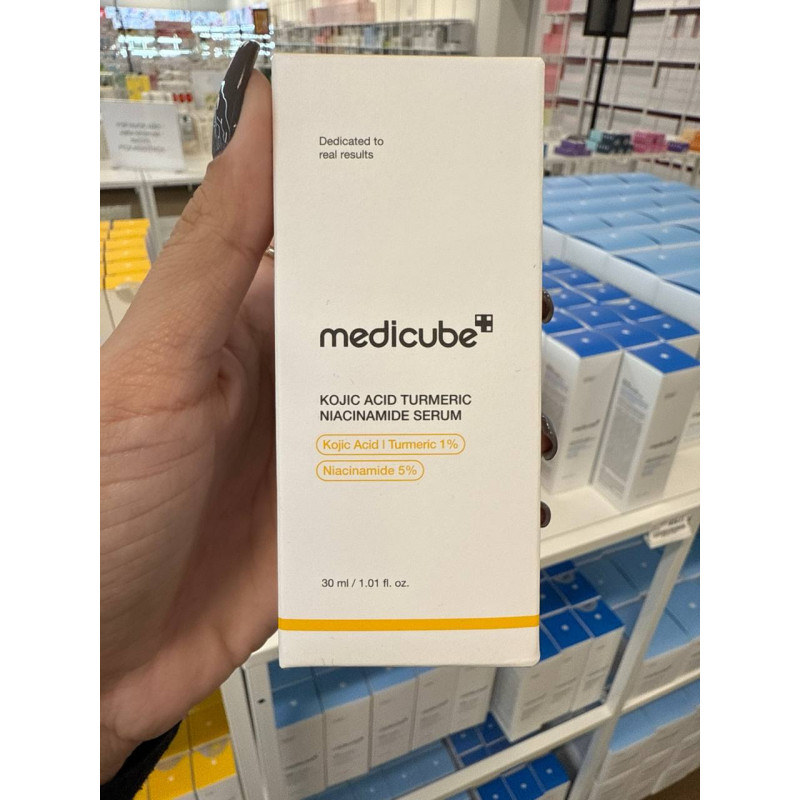 Dedicated to
real results
medicube
KOJIC ACID TURMERIC
NIACINAMIDE SERUM
Kojic Acid | Turmeric 1%
Niacinamide 5%
30 ml / 1.01 fl. oz.
medicube